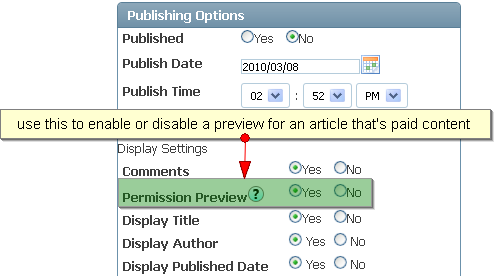 Publishing Options
Published Yes No
Publish Date 2010/03/08
Publish Time 02 : 52 PM
use this to enable or disable a preview for an article that's paid content
Display Settings
Comments Yes No
Permission Preview ? Yes No
Display Title Yes No
Display Author Yes No
Display Published Date Yes No